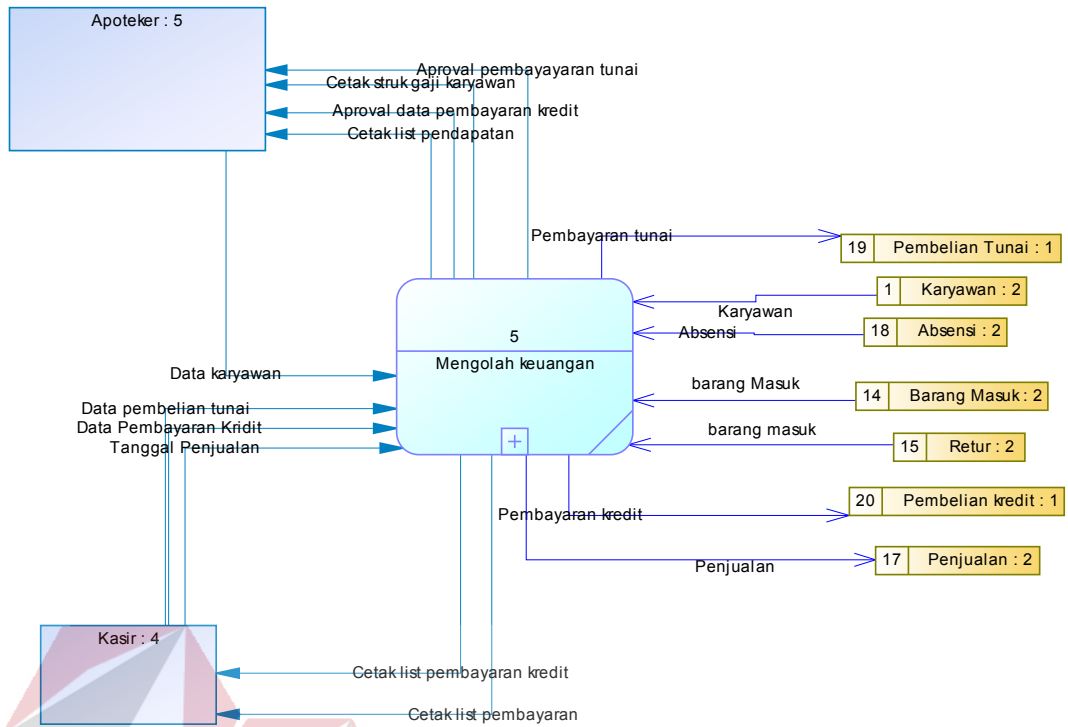 Apoteker : 5
Aproval pembayayaran tunai
Cetak struk gaji karyawan
Aproval data pembayaran kredit
Cetak list pendapatan
Pembayaran tunai
19 Pembelian Tunai : 1
1 Karyawan : 2
Karyawan
18 Absensi : 2
Absensi
5
Mengolah keuangan
Data karyawan
barang Masuk
14 Barang Masuk : 2
Data pembelian tunai
Data Pembayaran Kridit
barang masuk
Tanggal Penjualan
15 Retur : 2
+
20 Pembelian kredit : 1
Pembayaran kredit
17 Penjualan : 2
Penjualan
Kasir : 4
Cetak list pembayaran kredit
Cetak list pembayaran